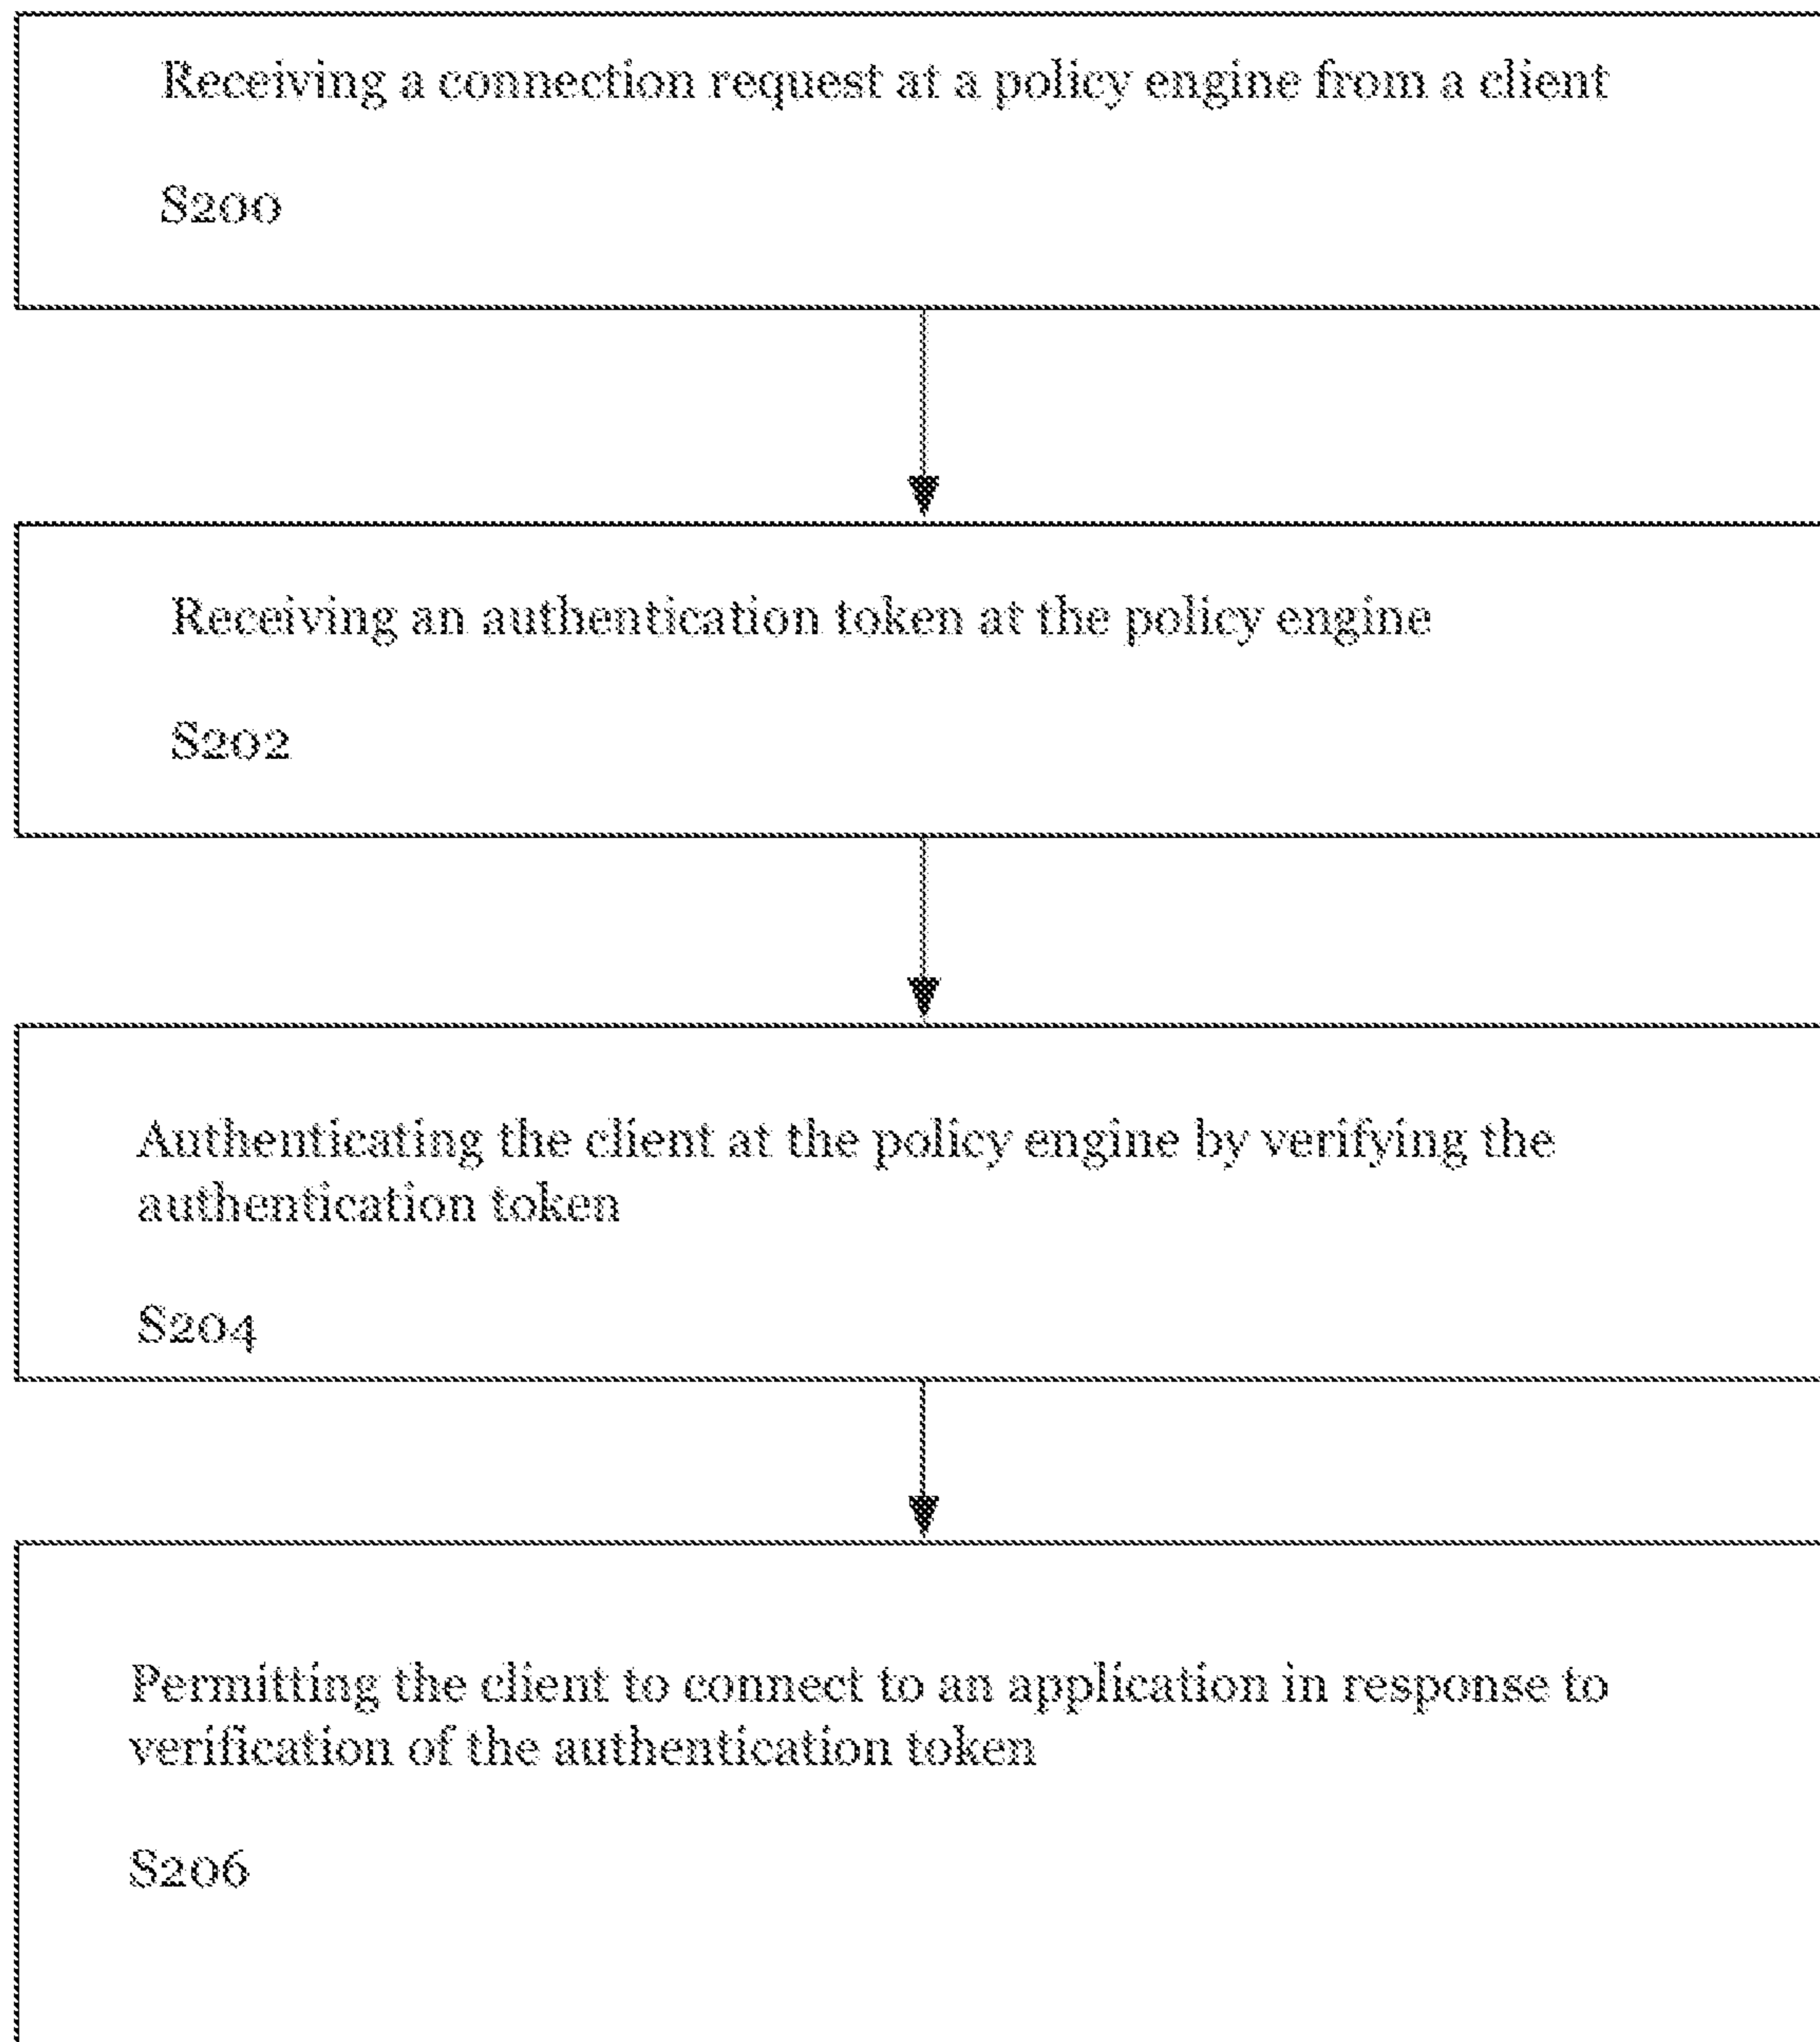 Receiving a connection request at a policy engine from a client
S200
Receiving an authentication token at the policy engine
S202
Authenticating the client at the policy engine by verifying the
authentication token
S204
Permitting the client to connect to an application in response to
verification of the authentication token
S206